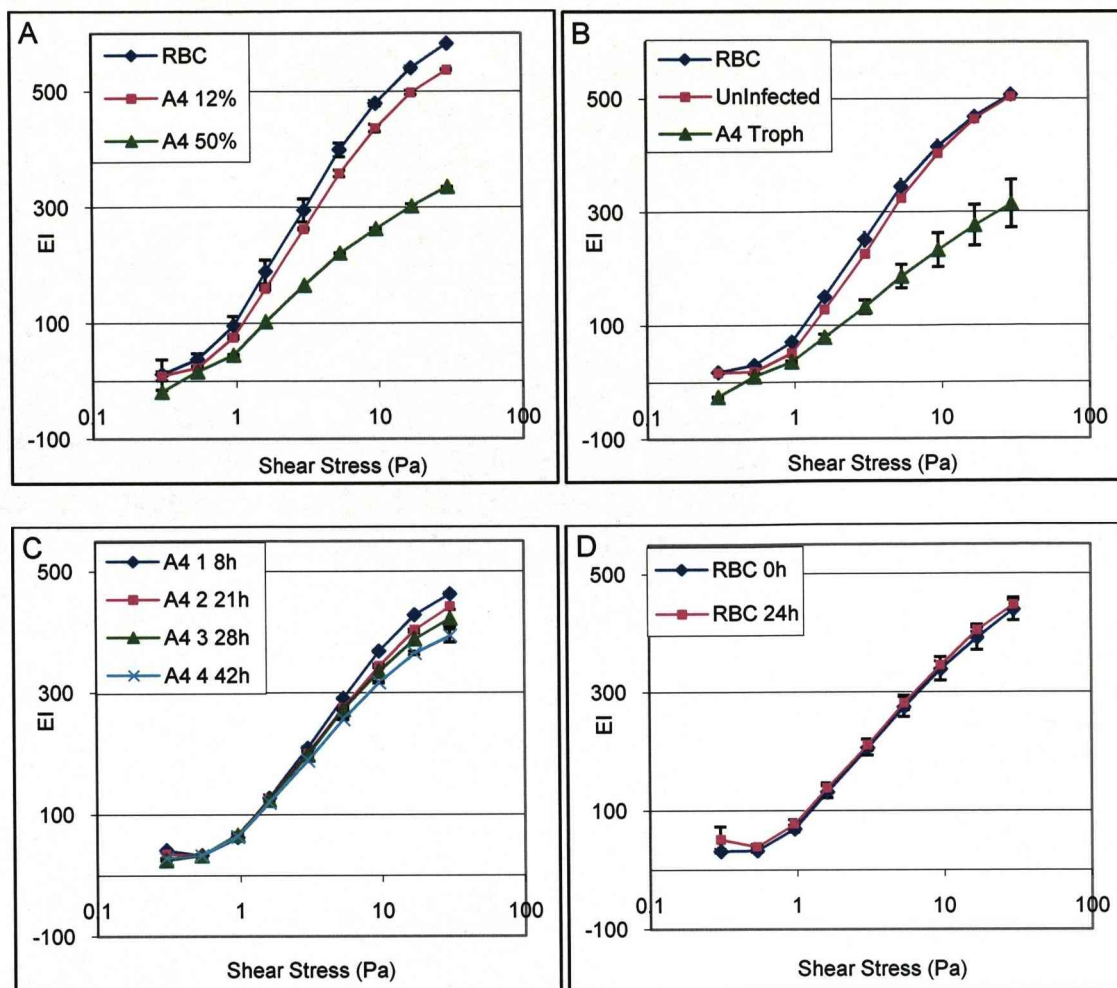 A
RBC
A4 12%
A4 50%
500
300
100
-100
EI
0.1 1 10 100
Shear Stress (Pa)
B
RBC
UnInfected
A4 Troph
500
300
100
-100
EI
0.1 1 10 100
Shear Stress (Pa)
C
A4 1 8h
A4 2 21h
A4 3 28h
A4 4 42h
500
300
100
-100
EI
0.1 1 10 100
Shear Stress (Pa)
D
RBC 0h
RBC 24h
500
300
100
-100
EI
0.1 1 10 100
Shear Stress (Pa)